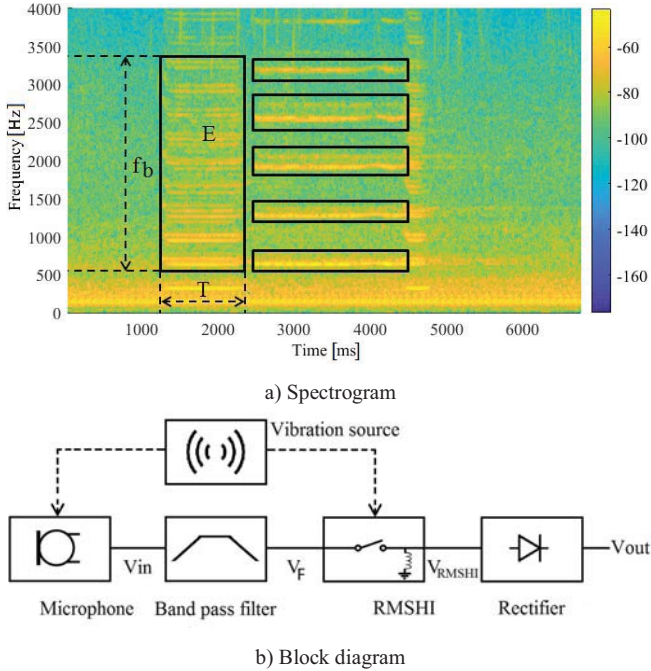 4000
3500
3000
2500
2000
1500
1000
500
0
Frequency [Hz]
E
f b
T
1000 2000 3000 4000 5000 6000
Time [ms]
-60
-80
-100
-120
-140
-160
a) Spectrogram
Vibration source
Vin
VF
VRMSHI
Vout
Microphone Band pass filter RMSHI Rectifier
b) Block diagram